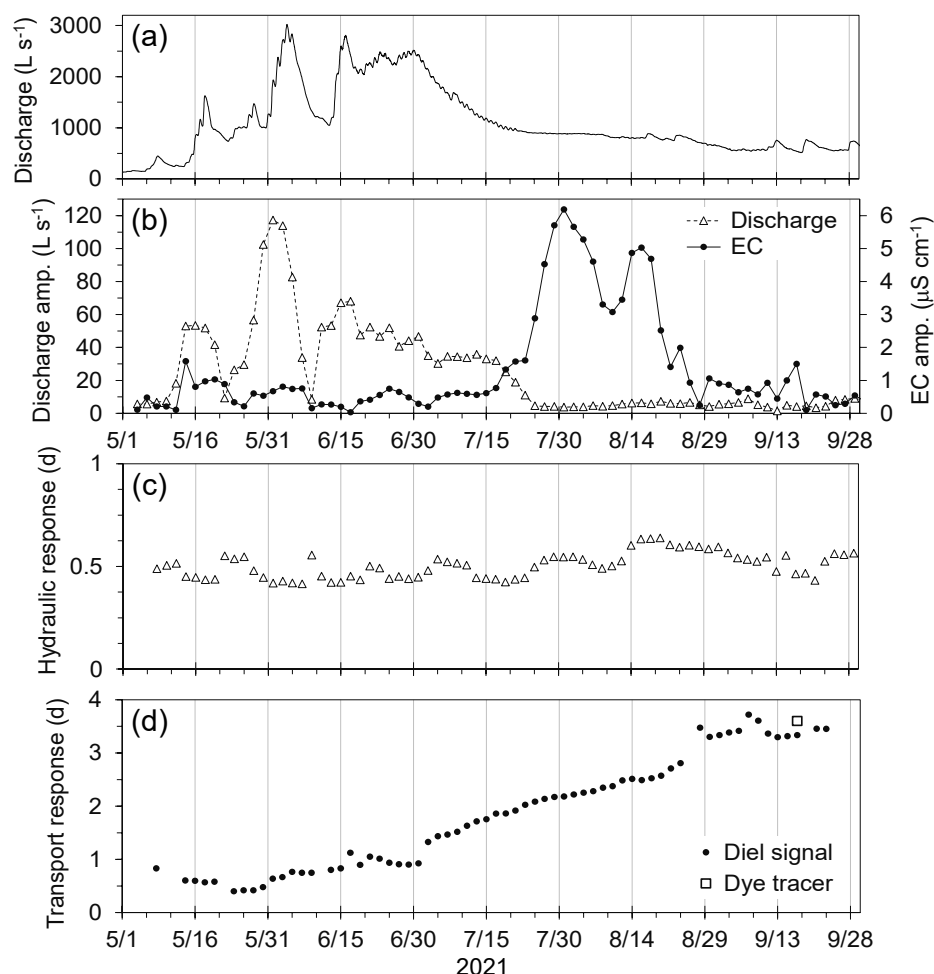 (a)
Discharge (L s⁻¹)
3000
2000
1000
0
(b)
Discharge amp. (L s⁻¹)
120
100
80
60
40
20
0
Discharge
EC
6
5
4
3
2
1
0
EC amp. (μS cm⁻¹)
5/1 5/16 5/31 6/15 6/30 7/15 7/30 8/14 8/29 9/13 9/28
(c)
Hydraulic response (d)
1
0.5
0
(d)
Transport response (d)
4
3
2
1
0
Diel signal
Dye tracer
5/1 5/16 5/31 6/15 6/30 7/15 7/30 8/14 8/29 9/13 9/28
2021